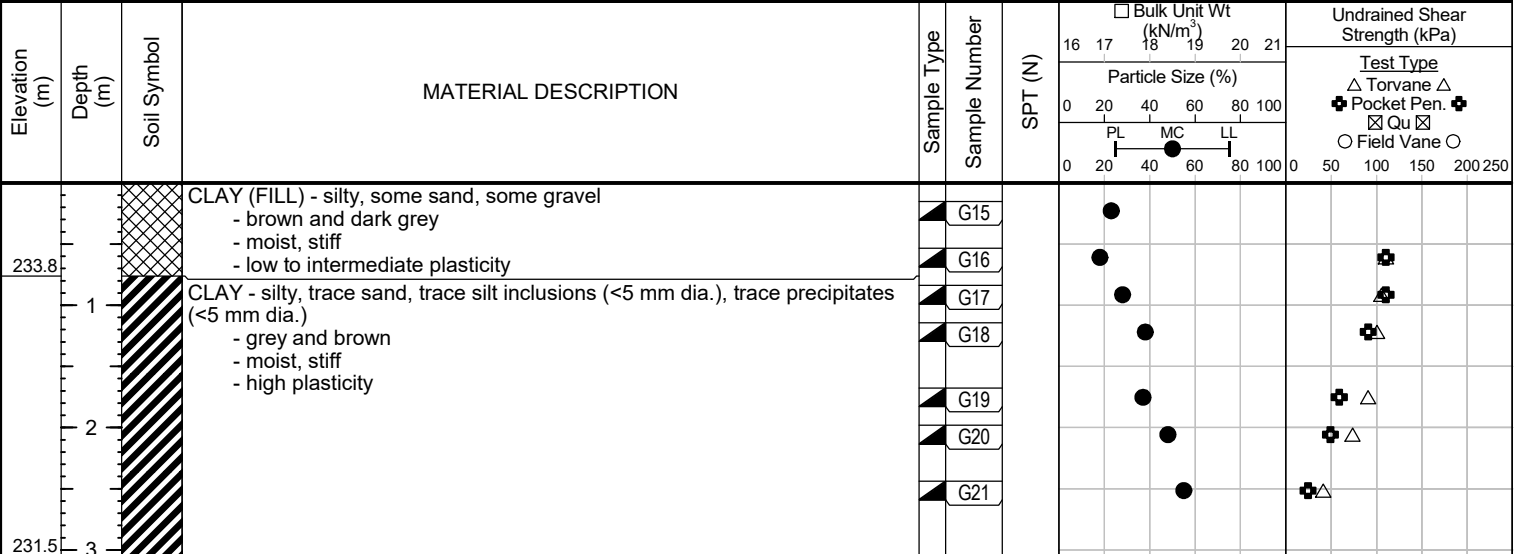 Elevation
(m)
Depth
(m)
Soil Symbol
MATERIAL DESCRIPTION
Sample Type
Sample Number
SPT (N)
Bulk Unit Wt
(kN/m³)
16 17 18 19 20 21
Particle Size (%)
0 20 40 60 80 100
PL MC LL
0 20 40 60 80 100
Undrained Shear
Strength (kPa)
Test Type
△ Torvane △
Pocket Pen.
☒ Qu ☒
○ Field Vane ○
0 50 100 150 200 250
CLAY (FILL) - silty, some sand, some gravel
- brown and dark grey
- moist, stiff
- low to intermediate plasticity
G15
G16
233.8
CLAY - silty, trace sand, trace silt inclusions (<5 mm dia.), trace precipitates
(<5 mm dia.)
- grey and brown
- moist, stiff
- high plasticity
1
G17
G18
G19
2
G20
G21
231.5
3